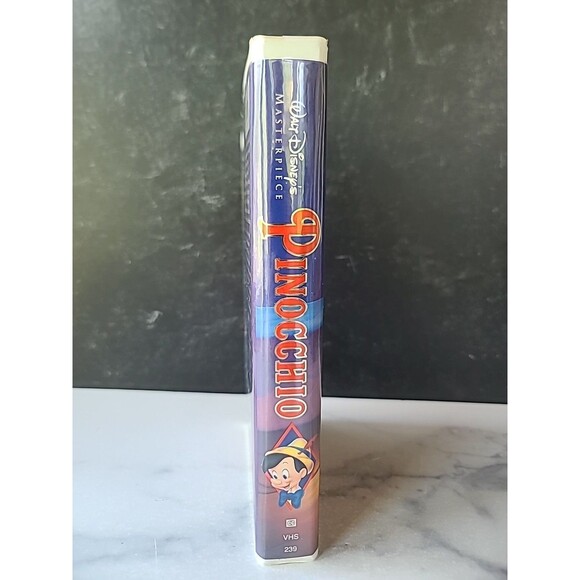 Walt Disney's
MASTERPIECE
PINOCCHIO
VHS
239